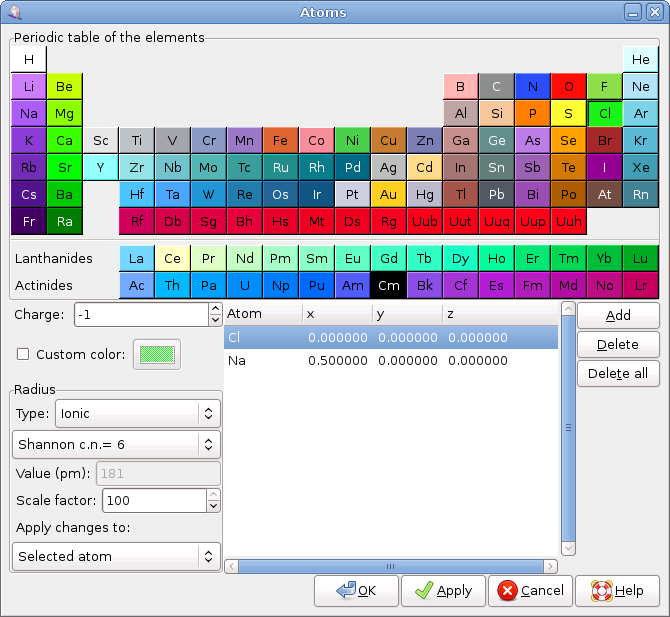 Atoms
Periodic table of the elements
H He
Li Be B C N O F Ne
Na Mg Al Si P S Cl Ar
K Ca Sc Ti V Cr Mn Fe Co Ni Cu Zn Ga Ge As Se Br Kr
Rb Sr Y Zr Nb Mo Tc Ru Rh Pd Ag Cd In Sn Sb Te I Xe
Cs Ba Hf Ta W Re Os Ir Pt Au Hg Tl Pb Bi Po At Rn
Fr Ra Rf Db Sg Bh Hs Mt Ds Rg Uub Uut Uuq Uup Uuh
Lanthanides La Ce Pr Nd Pm Sm Eu Gd Tb Dy Ho Er Tm Yb Lu
Actinides Ac Th Pa U Np Pu Am Cm Bk Cf Es Fm Md No Lr
Charge: -1
Custom color:
Radius
Type: Ionic
Shannon c.n.= 6
Value (pm): 181
Scale factor: 100
Apply changes to:
Selected atom
Atom x y z
Cl 0.000000 0.000000 0.000000
Na 0.500000 0.000000 0.000000
Add
Delete
Delete all
OK Apply Cancel Help